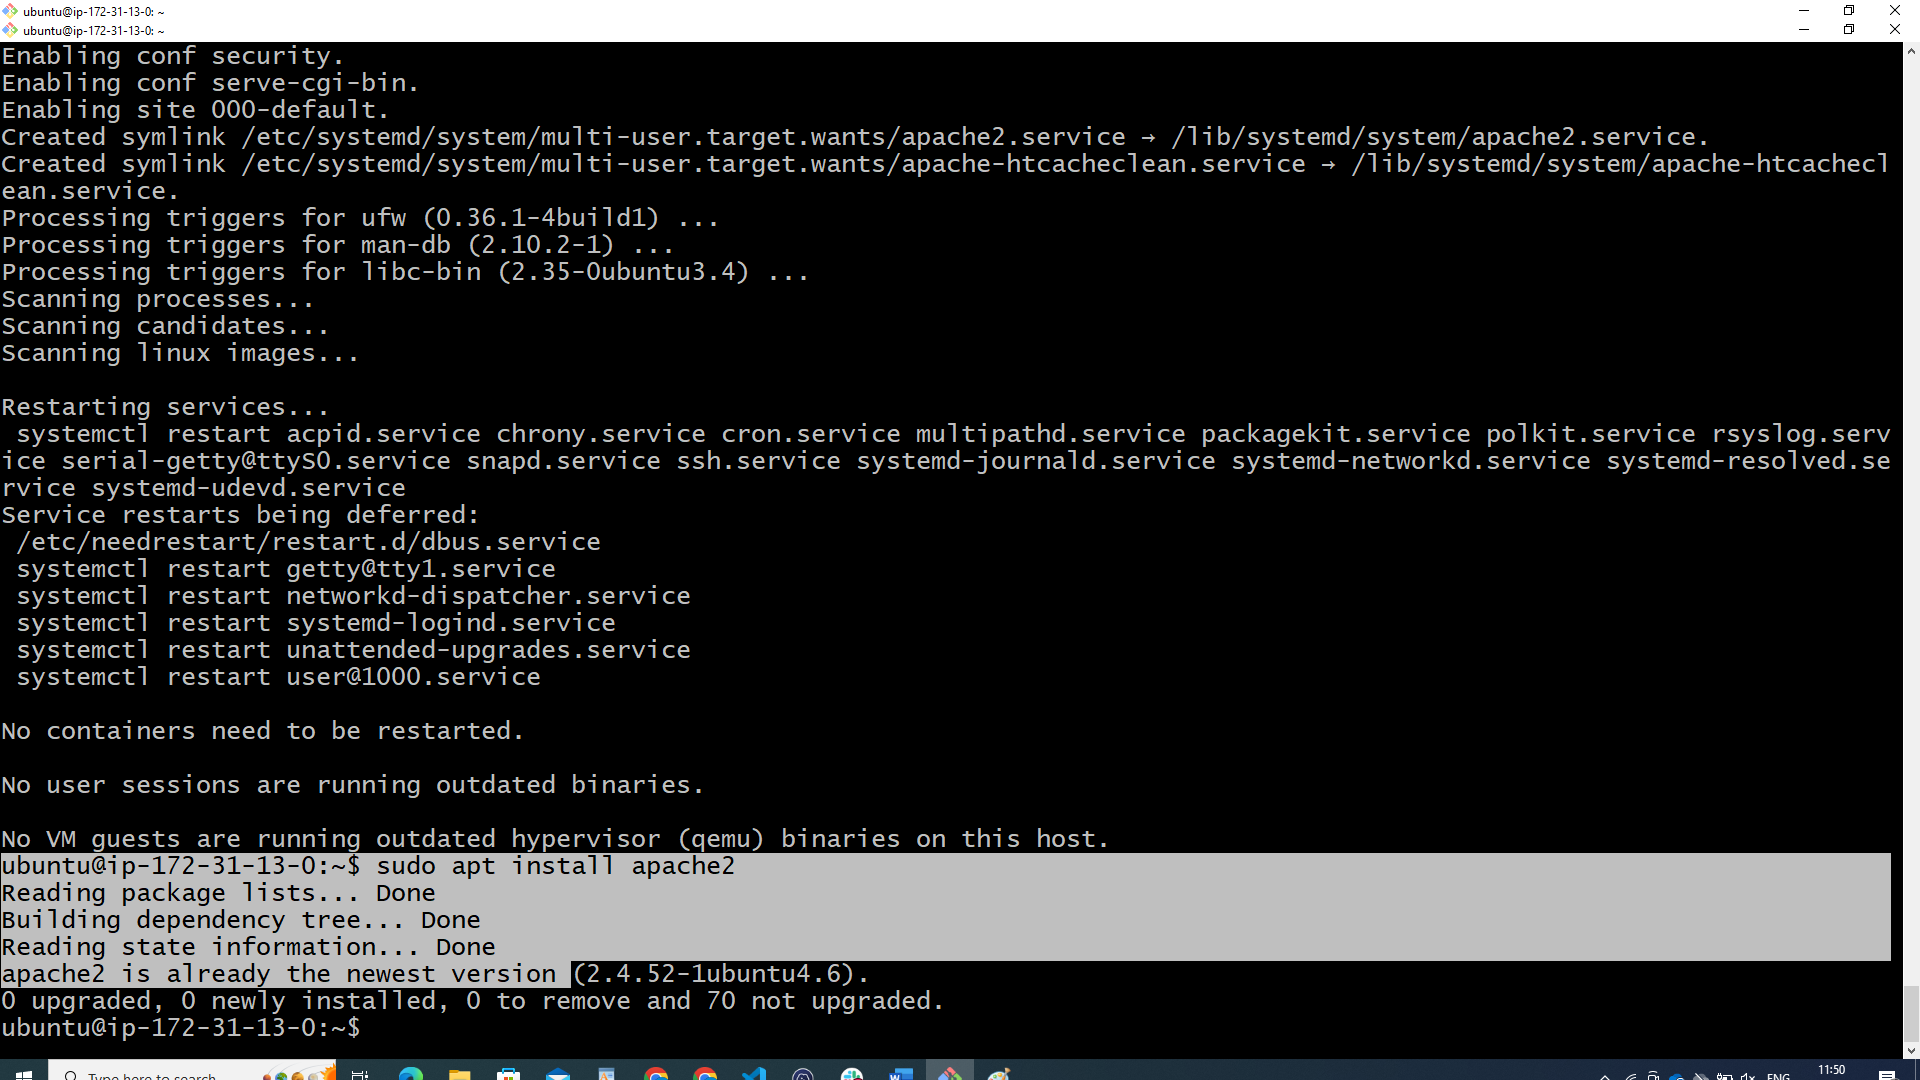 ubuntu@ip-172-31-13-0: ~
ubuntu@ip-172-31-13-0: ~
Enabling conf security.
Enabling conf serve-cgi-bin.
Enabling site 000-default.
Created symlink /etc/systemd/system/multi-user.target.wants/apache2.service → /lib/systemd/system/apache2.service.
Created symlink /etc/systemd/system/multi-user.target.wants/apache-htcacheclean.service → /lib/systemd/system/apache-htcachecl
ean.service.
Processing triggers for ufw (0.36.1-4build1) ...
Processing triggers for man-db (2.10.2-1) ...
Processing triggers for libc-bin (2.35-0ubuntu3.4) ...
Scanning processes...
Scanning candidates...
Scanning linux images...
Restarting services...
 systemctl restart acpid.service chrony.service cron.service multipathd.service packagekit.service polkit.service rsyslog.serv
ice serial-getty@ttyS0.service snapd.service ssh.service systemd-journald.service systemd-networkd.service systemd-resolved.se
rvice systemd-udevd.service
Service restarts being deferred:
 /etc/needrestart/restart.d/dbus.service
 systemctl restart getty@tty1.service
 systemctl restart networkd-dispatcher.service
 systemctl restart systemd-logind.service
 systemctl restart unattended-upgrades.service
 systemctl restart user@1000.service
No containers need to be restarted.
No user sessions are running outdated binaries.
No VM guests are running outdated hypervisor (qemu) binaries on this host.
ubuntu@ip-172-31-13-0:~$ sudo apt install apache2
Reading package lists... Done
Building dependency tree... Done
Reading state information... Done
apache2 is already the newest version (2.4.52-1ubuntu4.6).
0 upgraded, 0 newly installed, 0 to remove and 70 not upgraded.
ubuntu@ip-172-31-13-0:~$
Type here to search
ENG
11:50